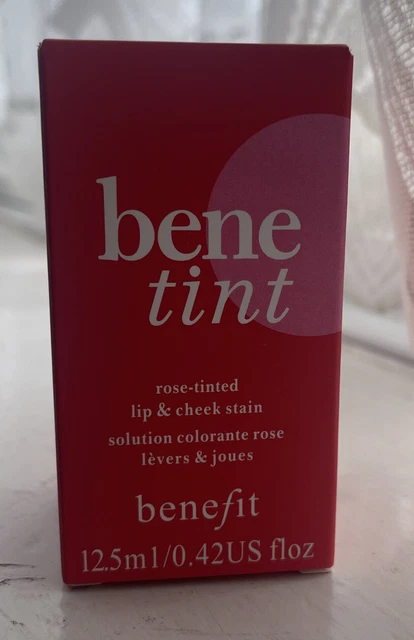 bene
tint
rose-tinted
lip & cheek stain
solution colorante rose
lèvers & joues
benefit
12.5ml/0.42US floz